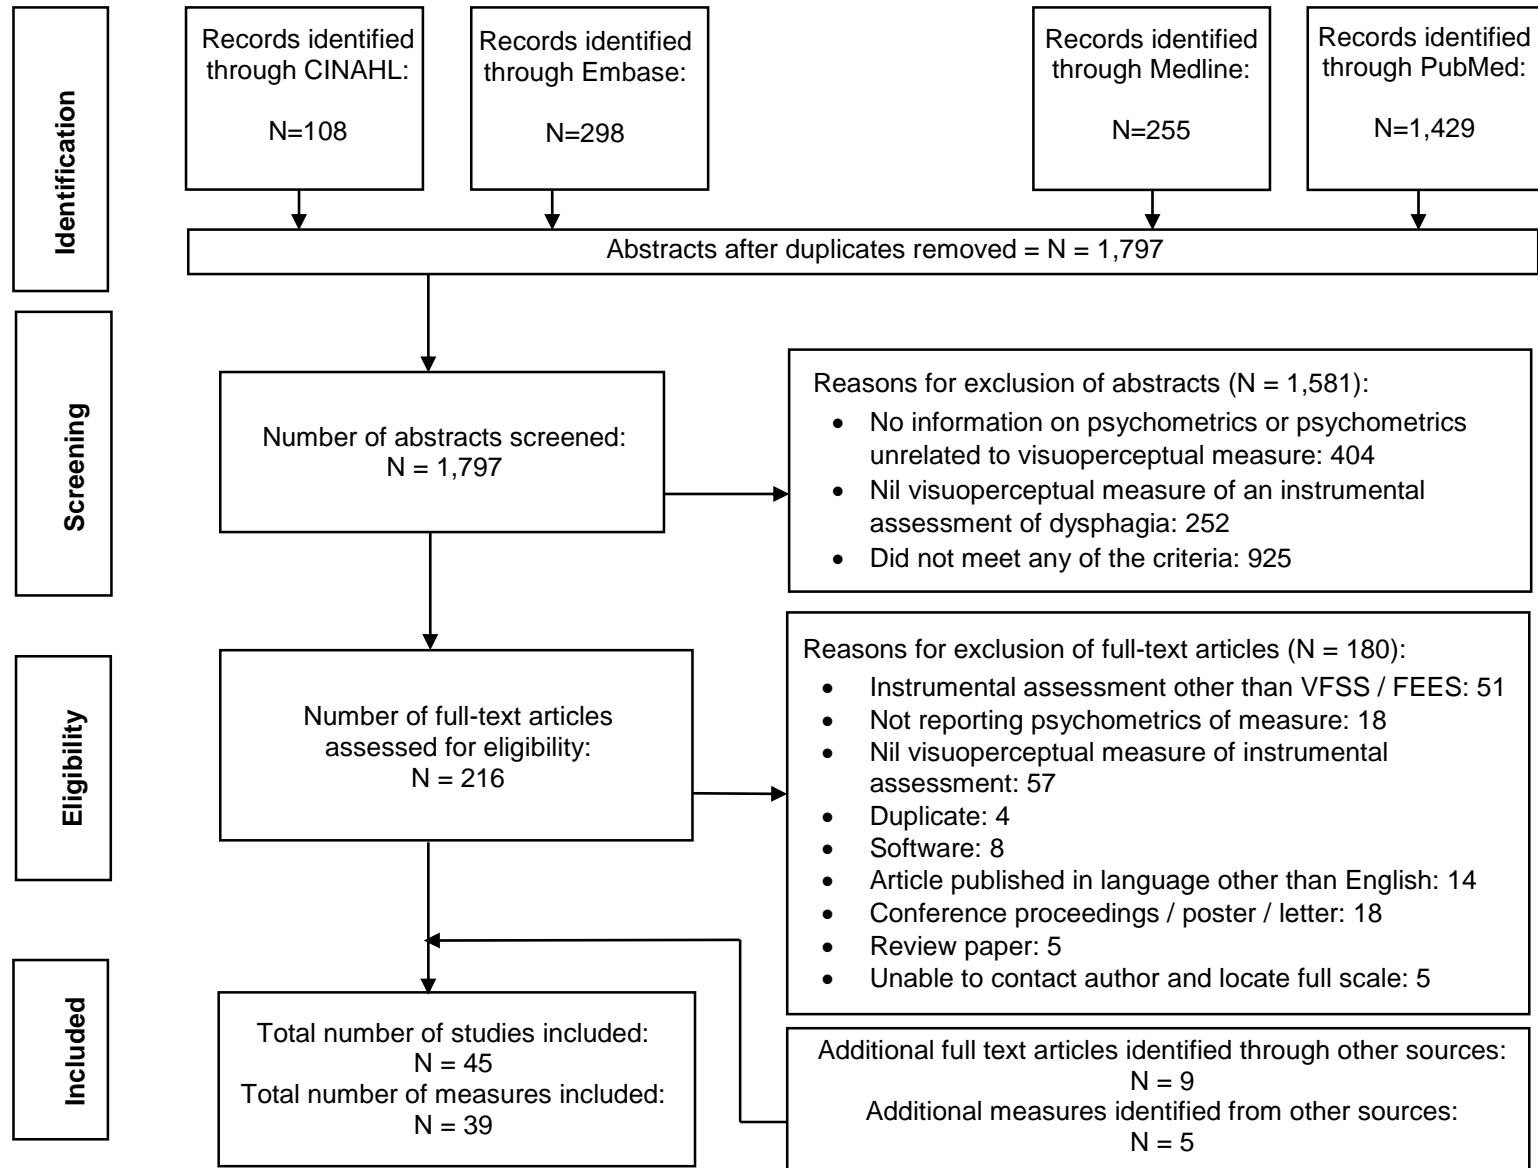 Identification
Records identified
through CINAHL:
N=108
Records identified
through Embase:
N=298
Records identified
through Medline:
N=255
Records identified
through PubMed:
N=1,429
Abstracts after duplicates removed = N = 1,797
Screening
Number of abstracts screened:
N = 1,797
Reasons for exclusion of abstracts (N = 1,581):
• No information on psychometrics or psychometrics
unrelated to visuoperceptual measure: 404
• Nil visuoperceptual measure of an instrumental
assessment of dysphagia: 252
• Did not meet any of the criteria: 925
Eligibility
Number of full-text articles
assessed for eligibility:
N = 216
Reasons for exclusion of full-text articles (N = 180):
• Instrumental assessment other than VFSS / FEES: 51
• Not reporting psychometrics of measure: 18
• Nil visuoperceptual measure of instrumental
assessment: 57
• Duplicate: 4
• Software: 8
• Article published in language other than English: 14
• Conference proceedings / poster / letter: 18
• Review paper: 5
• Unable to contact author and locate full scale: 5
Included
Total number of studies included:
N = 45
Total number of measures included:
N = 39
Additional full text articles identified through other sources:
N = 9
Additional measures identified from other sources:
N = 5